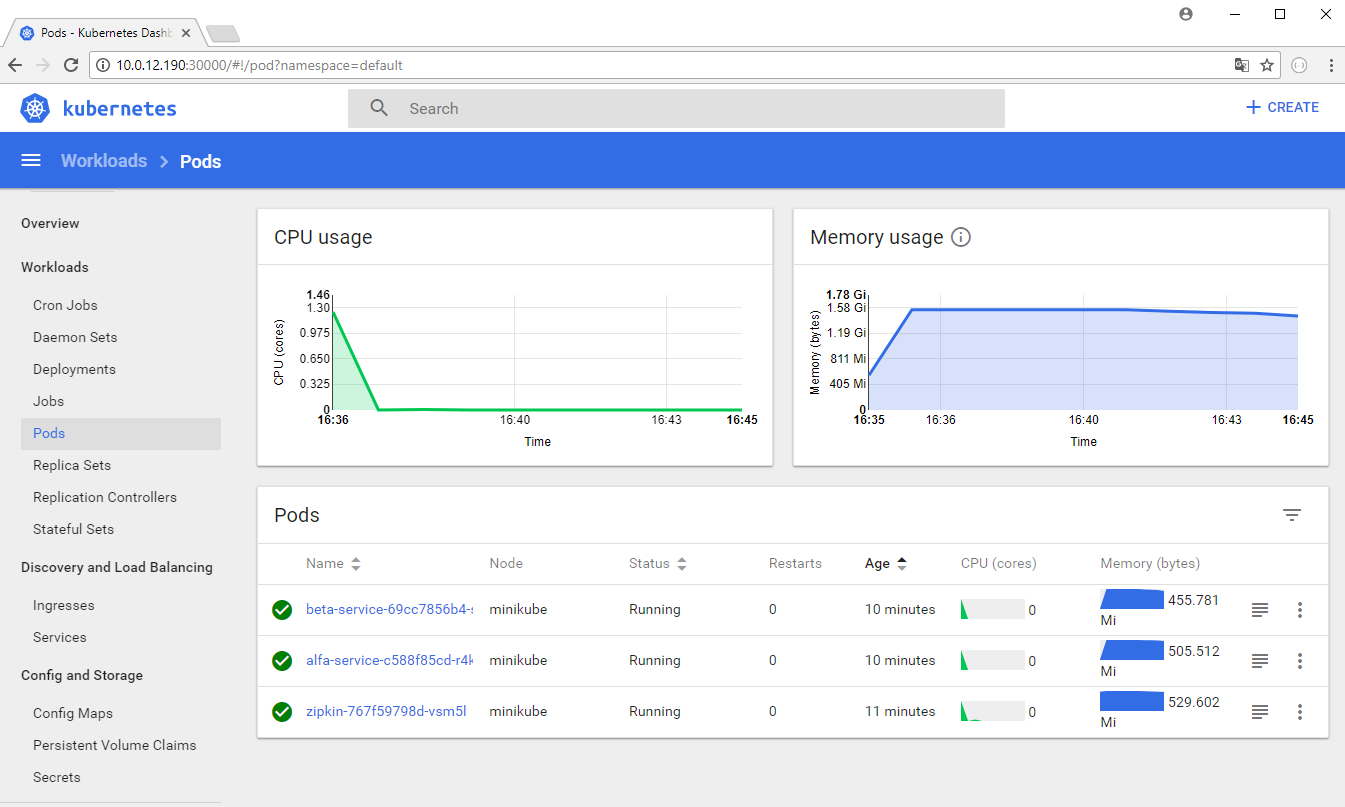 Pods - Kubernetes Dashb
10.0.12.190:30000/#!/pod?namespace=default
kubernetes
Search
CREATE
Workloads
Pods
Overview
Workloads
Cron Jobs
Daemon Sets
Deployments
Jobs
Pods
Replica Sets
Replication Controllers
Stateful Sets
Discovery and Load Balancing
Ingresses
Services
Config and Storage
Config Maps
Persistent Volume Claims
Secrets
CPU usage
CPU (cores)
1.46
1.30
0.975
0.650
0.325
0
16:36 16:40 16:43 16:45
Time
Memory usage
Memory (bytes)
1.78 Gi
1.58 Gi
1.19 Gi
811 Mi
405 Mi
0
16:35 16:36 16:40 16:43 16:45
Time
Pods
Name Node Status Restarts Age CPU (cores) Memory (bytes)
beta-service-69cc7856b4-s minikube Running 0 10 minutes 0 455.781
Mi
alfa-service-c588f85cd-r4k minikube Running 0 10 minutes 0 505.512
Mi
zipkin-767f59798d-vsm5l minikube Running 0 11 minutes 0 529.602
Mi